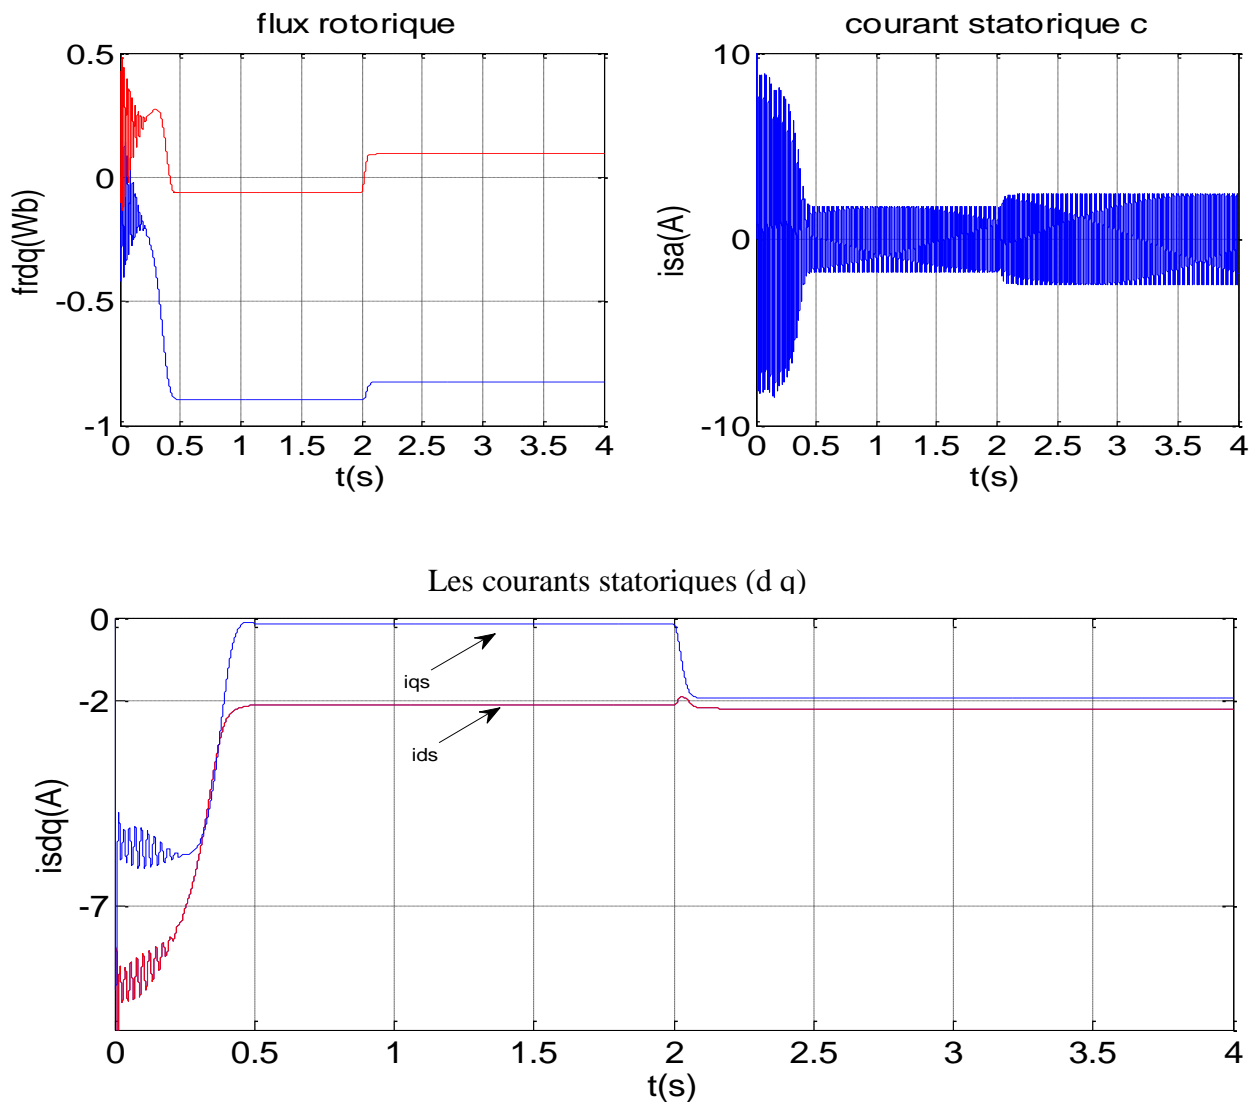 flux rotorique
frdq(Wb)
0.5
0
-0.5
-1
0 0.5 1 1.5 2 2.5 3 3.5 4
t(s)
courant statorique c
isa(A)
10
0
-10
0 0.5 1 1.5 2 2.5 3 3.5 4
t(s)
Les courants statoriques (d q)
isdq(A)
0
-2
-7
iqs
ids
0 0.5 1 1.5 2 2.5 3 3.5 4
t(s)